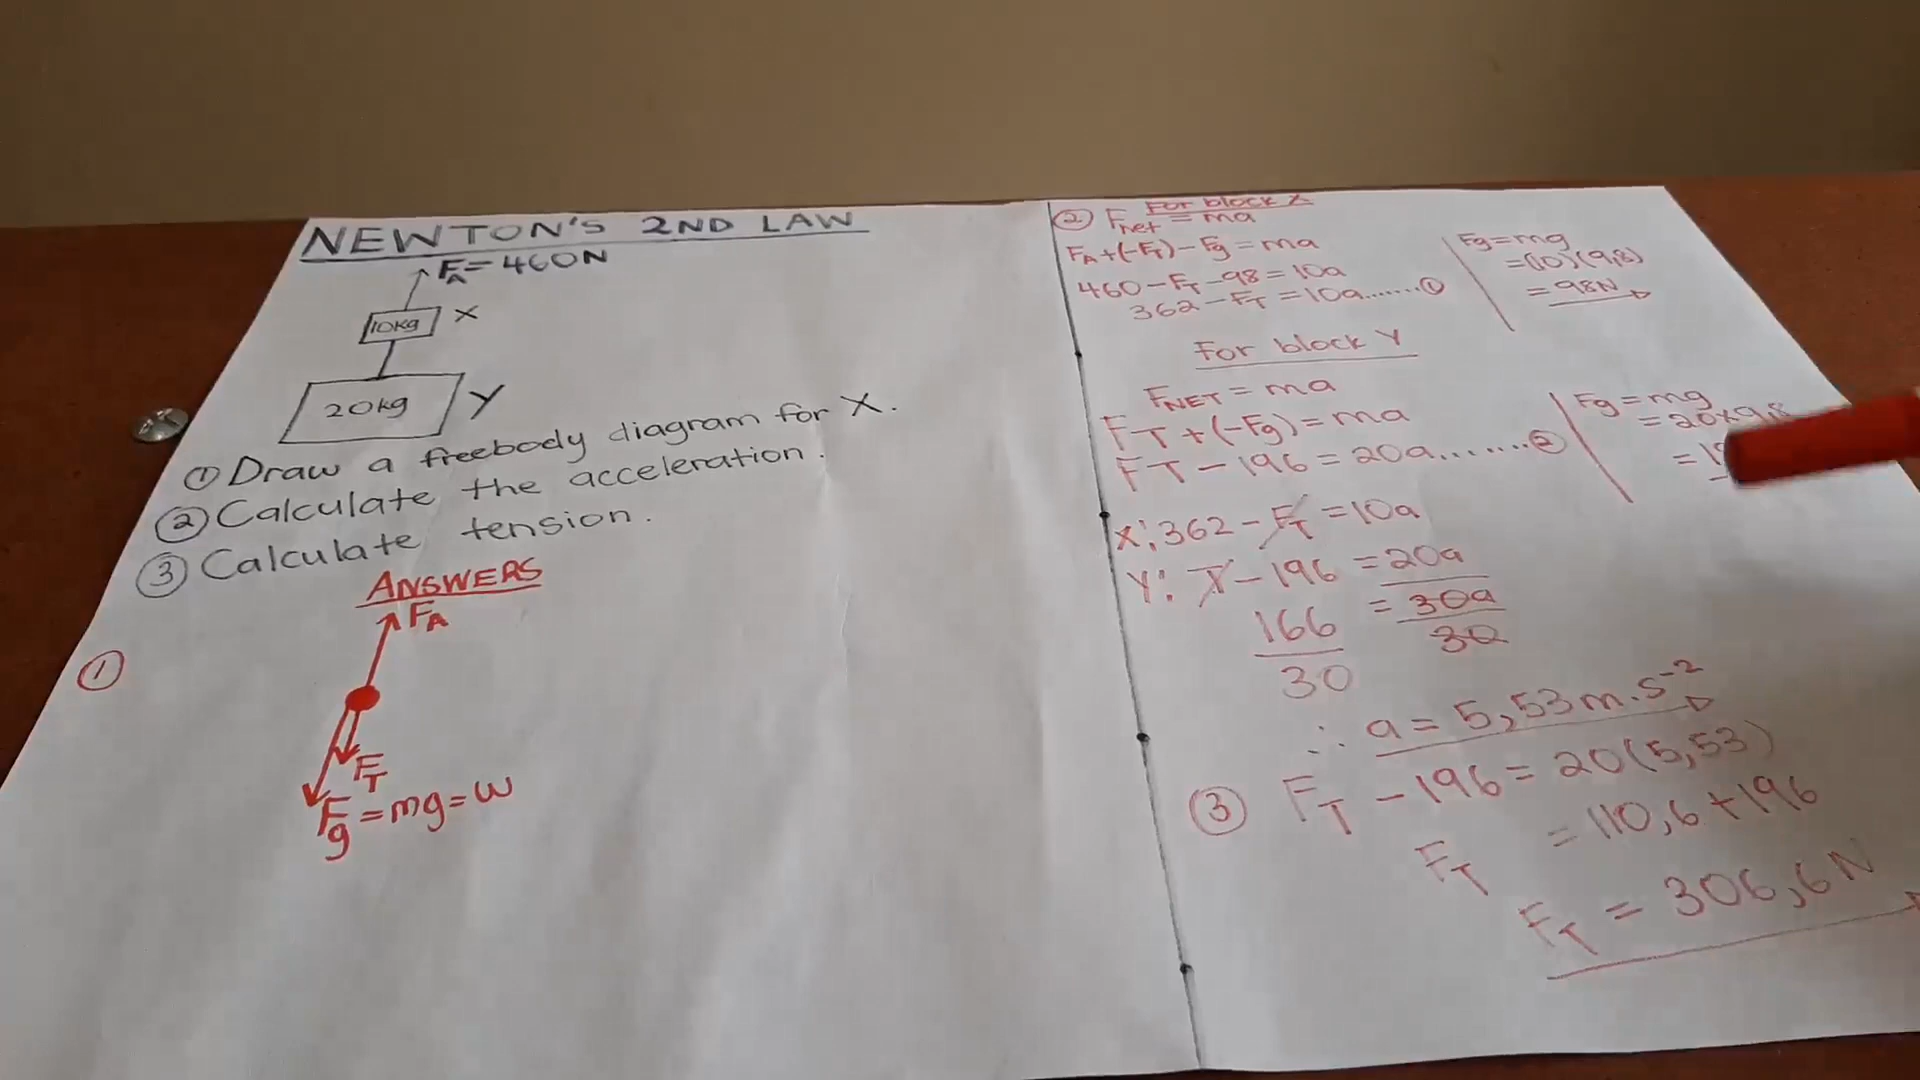 NEWTON'S 2ND LAW
FA = 460N
10kg X
20kg Y
① Draw a freebody diagram for X.
② Calculate the acceleration.
③ Calculate tension.
ANSWERS
①
FA
FT
Fg = mg = w
For block X
② Fnet = ma
FA + (-FT) - Fg = ma
460 - FT - 98 = 10a
362 - FT = 10a.......①
Fg = mg
= (10)(9,8)
= 98N
For block Y
FNET = ma
FT + (-Fg) = ma
FT - 196 = 20a.......②
Fg = mg
= 20 x 9,8
X: 362 - FT = 10a
Y: T - 196 = 20a
166 = 30a
30 30
∴ a = 5,53 m.s-2
③ FT - 196 = 20(5,53)
FT = 110,6 + 196
FT = 306,6 N